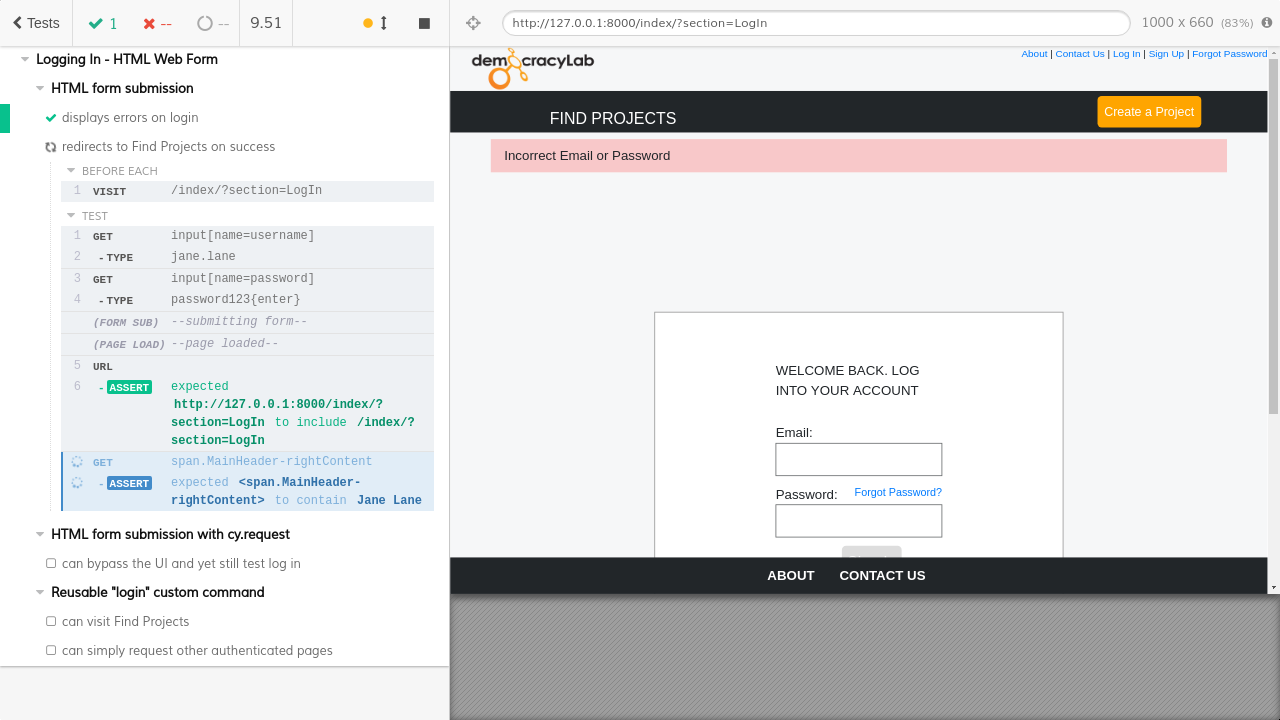 Tests
1
--
--
9.51
http://127.0.0.1:8000/index/?section=LogIn
1000 x 660 (83%)
Logging In - HTML Web Form
HTML form submission
displays errors on login
redirects to Find Projects on success
BEFORE EACH
1 VISIT /index/?section=LogIn
TEST
1 GET input[name=username]
2 - TYPE jane.lane
3 GET input[name=password]
4 - TYPE password123{enter}
(FORM SUB) --submitting form--
(PAGE LOAD) --page loaded--
5 URL
6 - ASSERT expected
http://127.0.0.1:8000/index/?
section=LogIn to include /index/?
section=LogIn
GET span.MainHeader-rightContent
- ASSERT expected <span.MainHeader-
rightContent> to contain Jane Lane
HTML form submission with cy.request
can bypass the UI and yet still test log in
Reusable "login" custom command
can visit Find Projects
can simply request other authenticated pages
democracyLab
About | Contact Us | Log In | Sign Up | Forgot Password
FIND PROJECTS
Create a Project
Incorrect Email or Password
WELCOME BACK. LOG
INTO YOUR ACCOUNT
Email:
Password: Forgot Password?
ABOUT CONTACT US